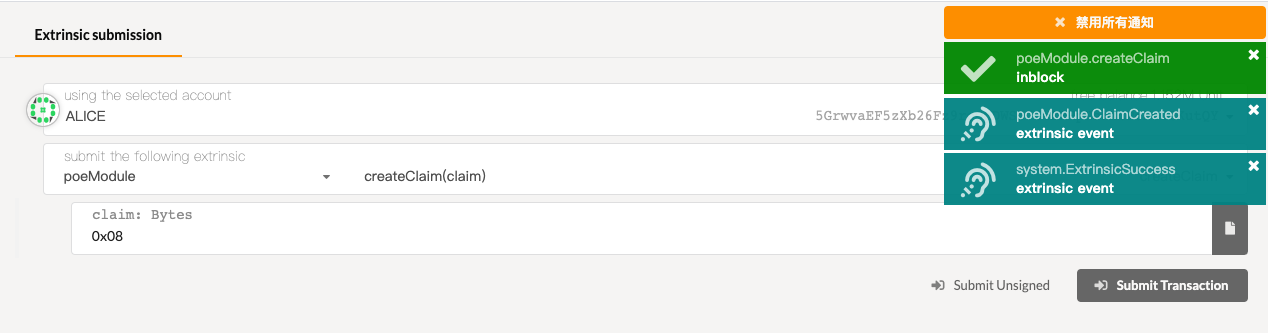 Extrinsic submission
禁用所有通知
poeModule.createClaim
inblock
using the selected account
ALICE
5GrwvaEF5zXb26F
poeModule.ClaimCreated
extrinsic event
submit the following extrinsic
poeModule
createClaim(claim)
system.ExtrinsicSuccess
extrinsic event
claim: Bytes
0x08
Submit Unsigned
Submit Transaction